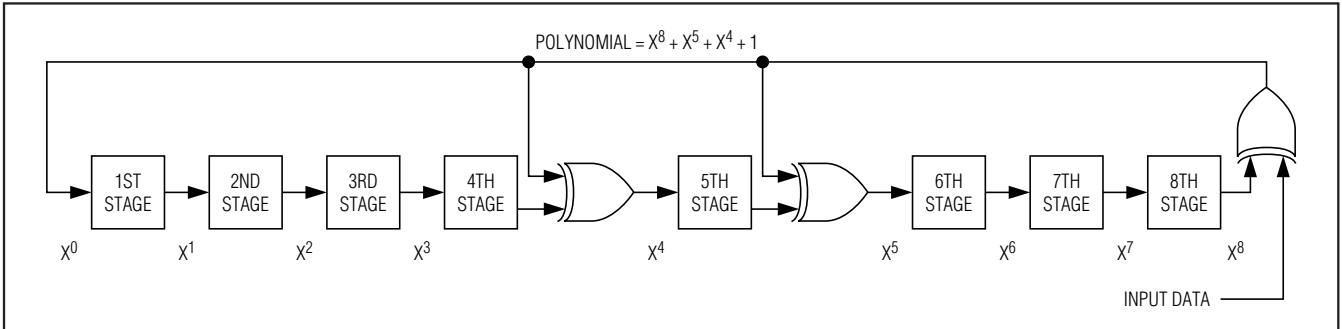 POLYNOMIAL = X⁸ + X⁵ + X⁴ + 1
1ST
STAGE
2ND
STAGE
3RD
STAGE
4TH
STAGE
5TH
STAGE
6TH
STAGE
7TH
STAGE
8TH
STAGE
X⁰
X¹
X²
X³
X⁴
X⁵
X⁶
X⁷
X⁸
INPUT DATA